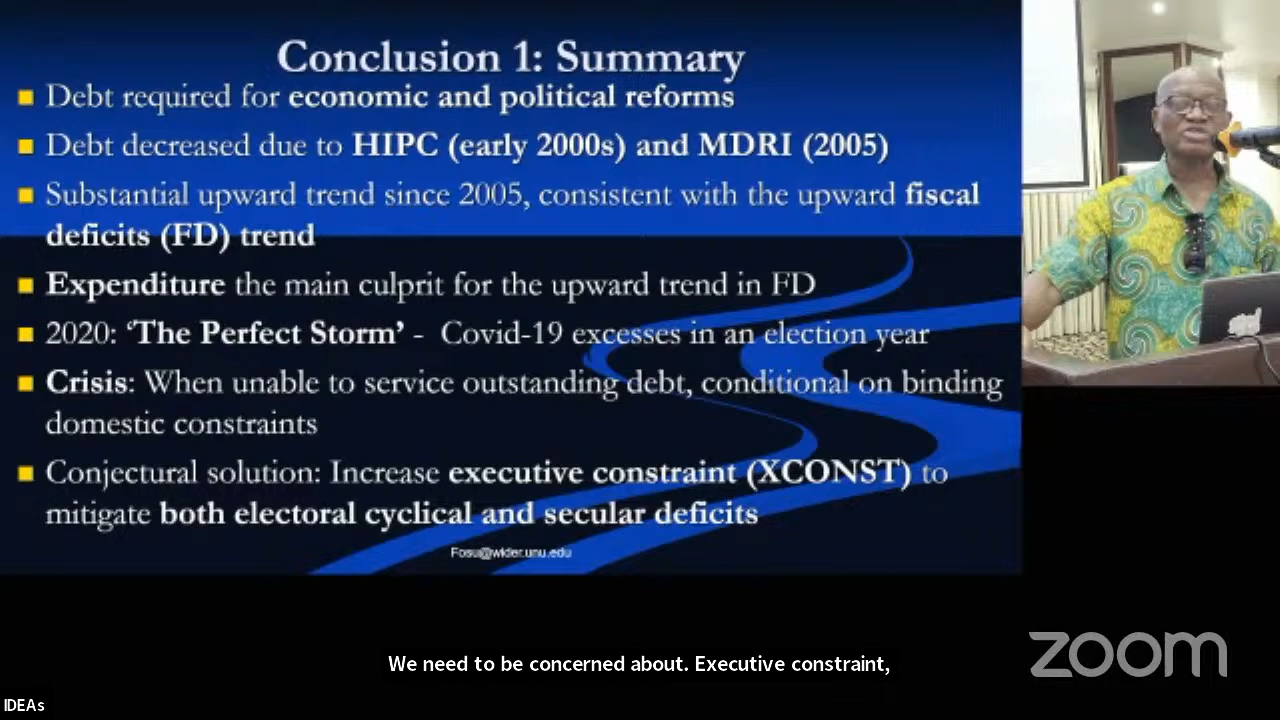 Conclusion 1: Summary
Debt required for economic and political reforms
Debt decreased due to HIPC (early 2000s) and MDRI (2005)
Substantial upward trend since 2005, consistent with the upward fiscal
deficits (FD) trend
Expenditure the main culprit for the upward trend in FD
2020: ‘The Perfect Storm’ - Covid-19 excesses in an election year
Crisis: When unable to service outstanding debt, conditional on binding
domestic constraints
Conjectural solution: Increase executive constraint (XCONST) to
mitigate both electoral cyclical and secular deficits
Fosu@wider.unu.edu
zoom
We need to be concerned about. Executive constraint,
IDEAs